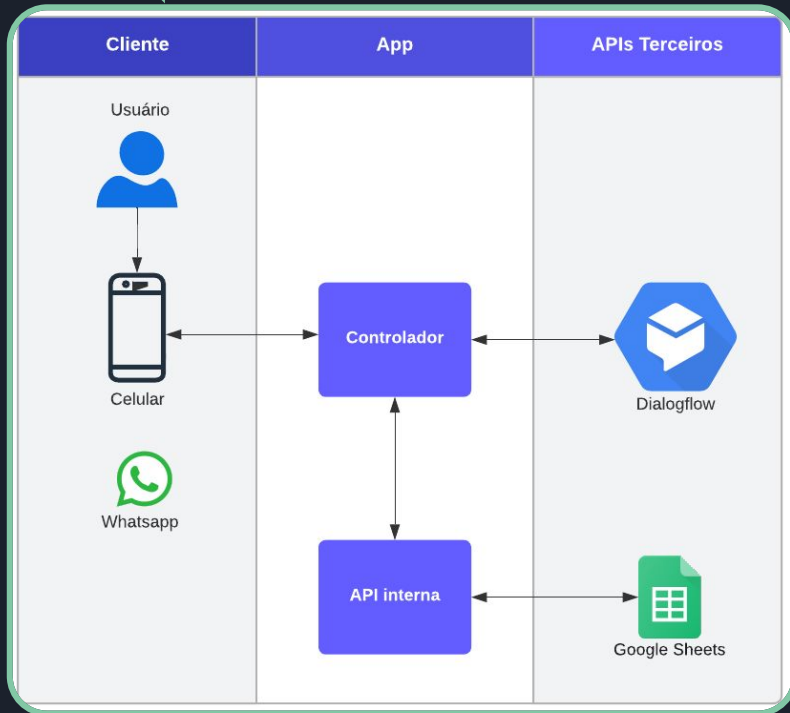 Cliente
App
APIs Terceiros
Usuário
Controlador
Celular
Dialogflow
Whatsapp
API interna
Google Sheets